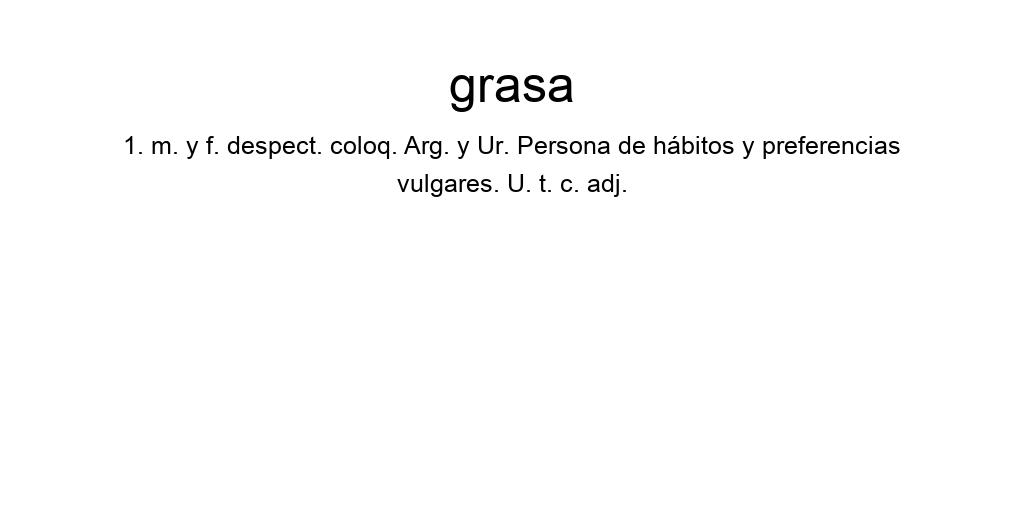 grasa
1. m. y f. despect. coloq. Arg. y Ur. Persona de hábitos y preferencias
vulgares. U. t. c. adj.